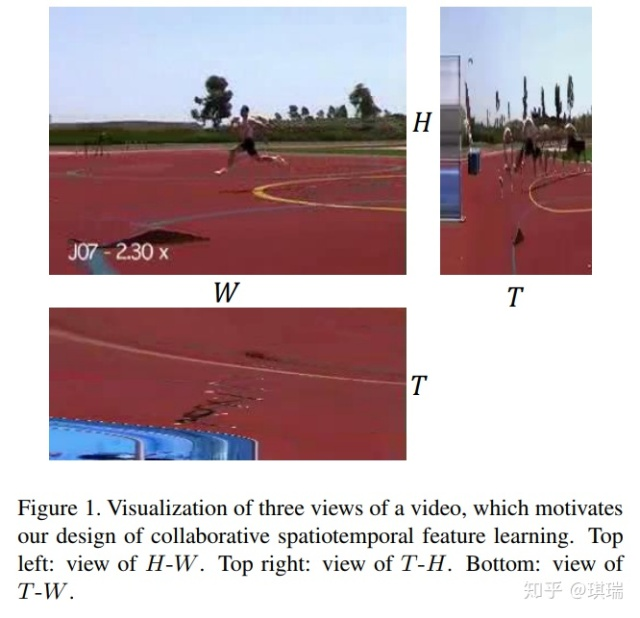 H
J07 - 2.30 x
W
T
T
Figure 1. Visualization of three views of a video, which motivates
our design of collaborative spatiotemporal feature learning. Top
left: view of H-W. Top right: view of T-H. Bottom: view of
T-W.
知乎 @琪瑞